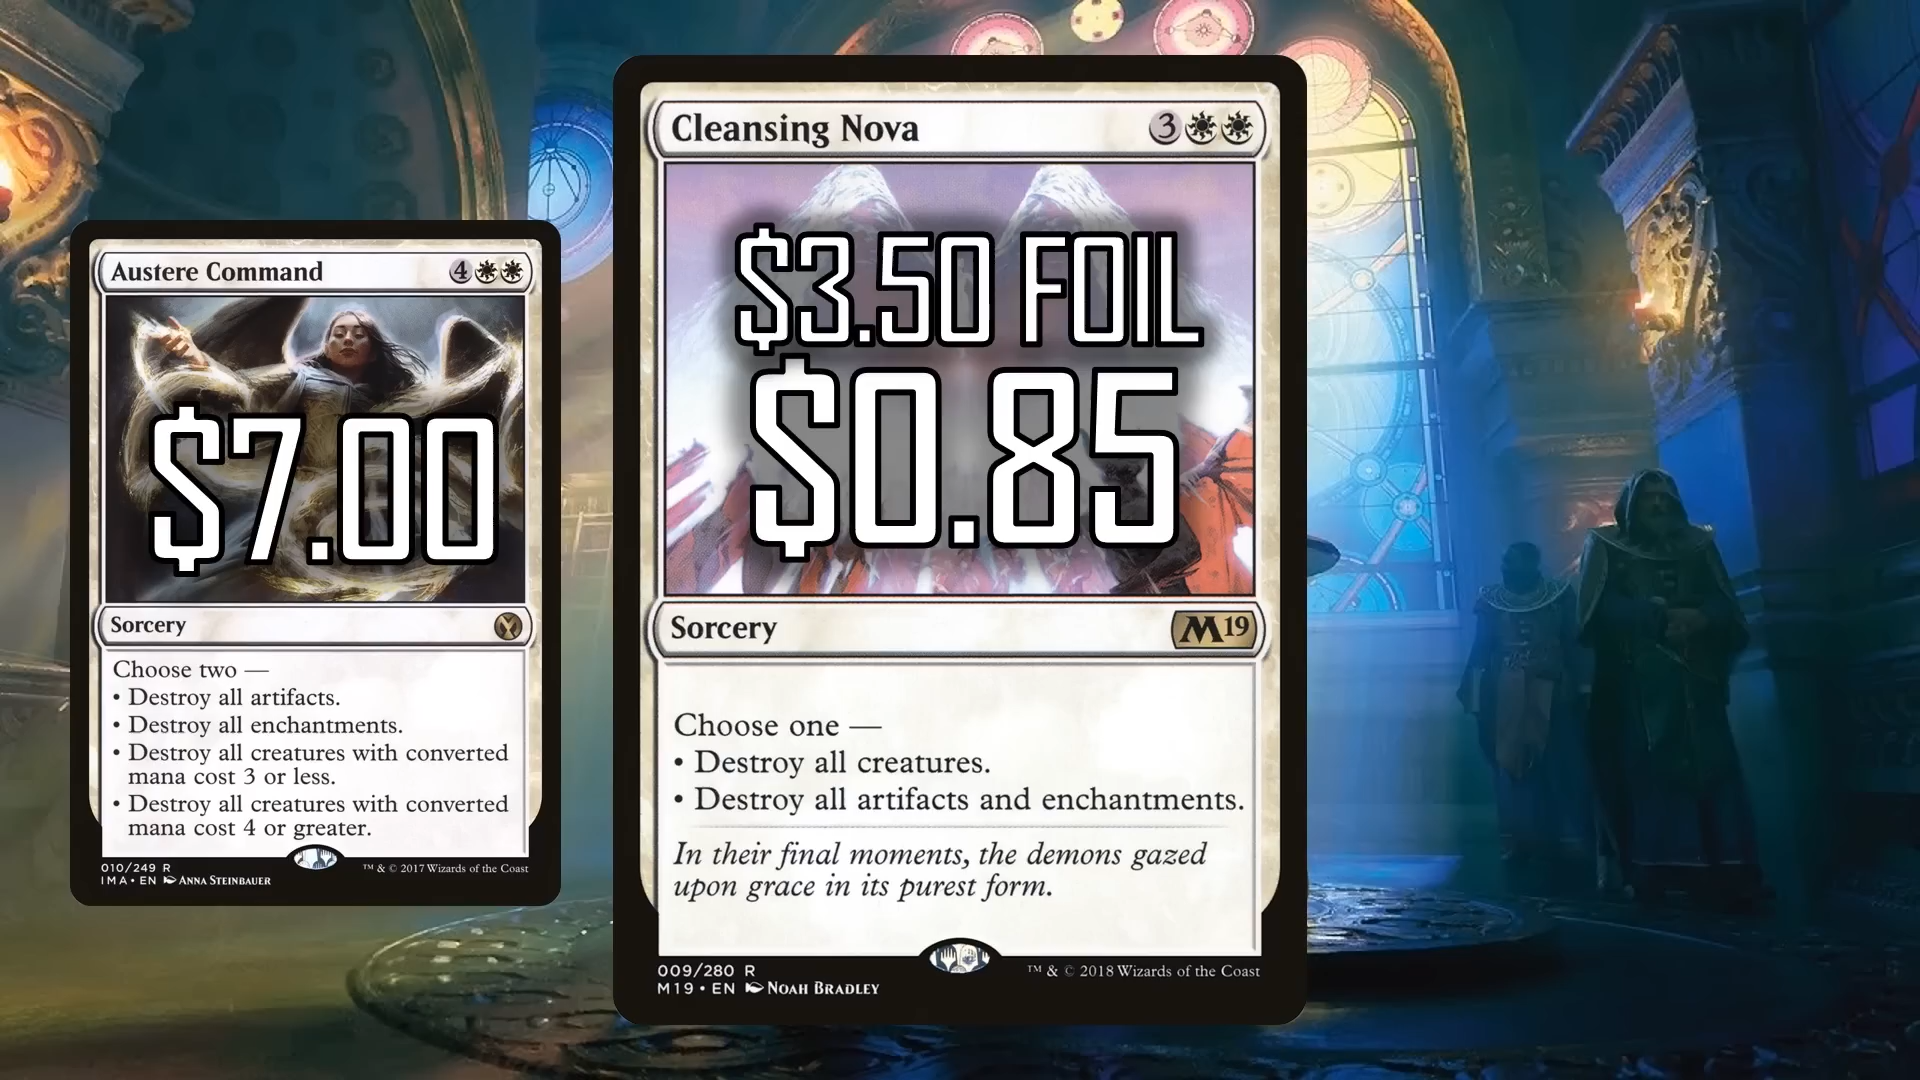 Austere Command 4
$7.00
Sorcery
Choose two —
• Destroy all artifacts.
• Destroy all enchantments.
• Destroy all creatures with converted
mana cost 3 or less.
• Destroy all creatures with converted
mana cost 4 or greater.
010/249 R
IMA • EN Anna Steinbauer
™ & © 2017 Wizards of the Coast
Cleansing Nova 3
$3.50 FOIL
$0.85
Sorcery M19
Choose one —
• Destroy all creatures.
• Destroy all artifacts and enchantments.
In their final moments, the demons gazed
upon grace in its purest form.
009/280 R
M19 • EN Noah Bradley
™ & © 2018 Wizards of the Coast